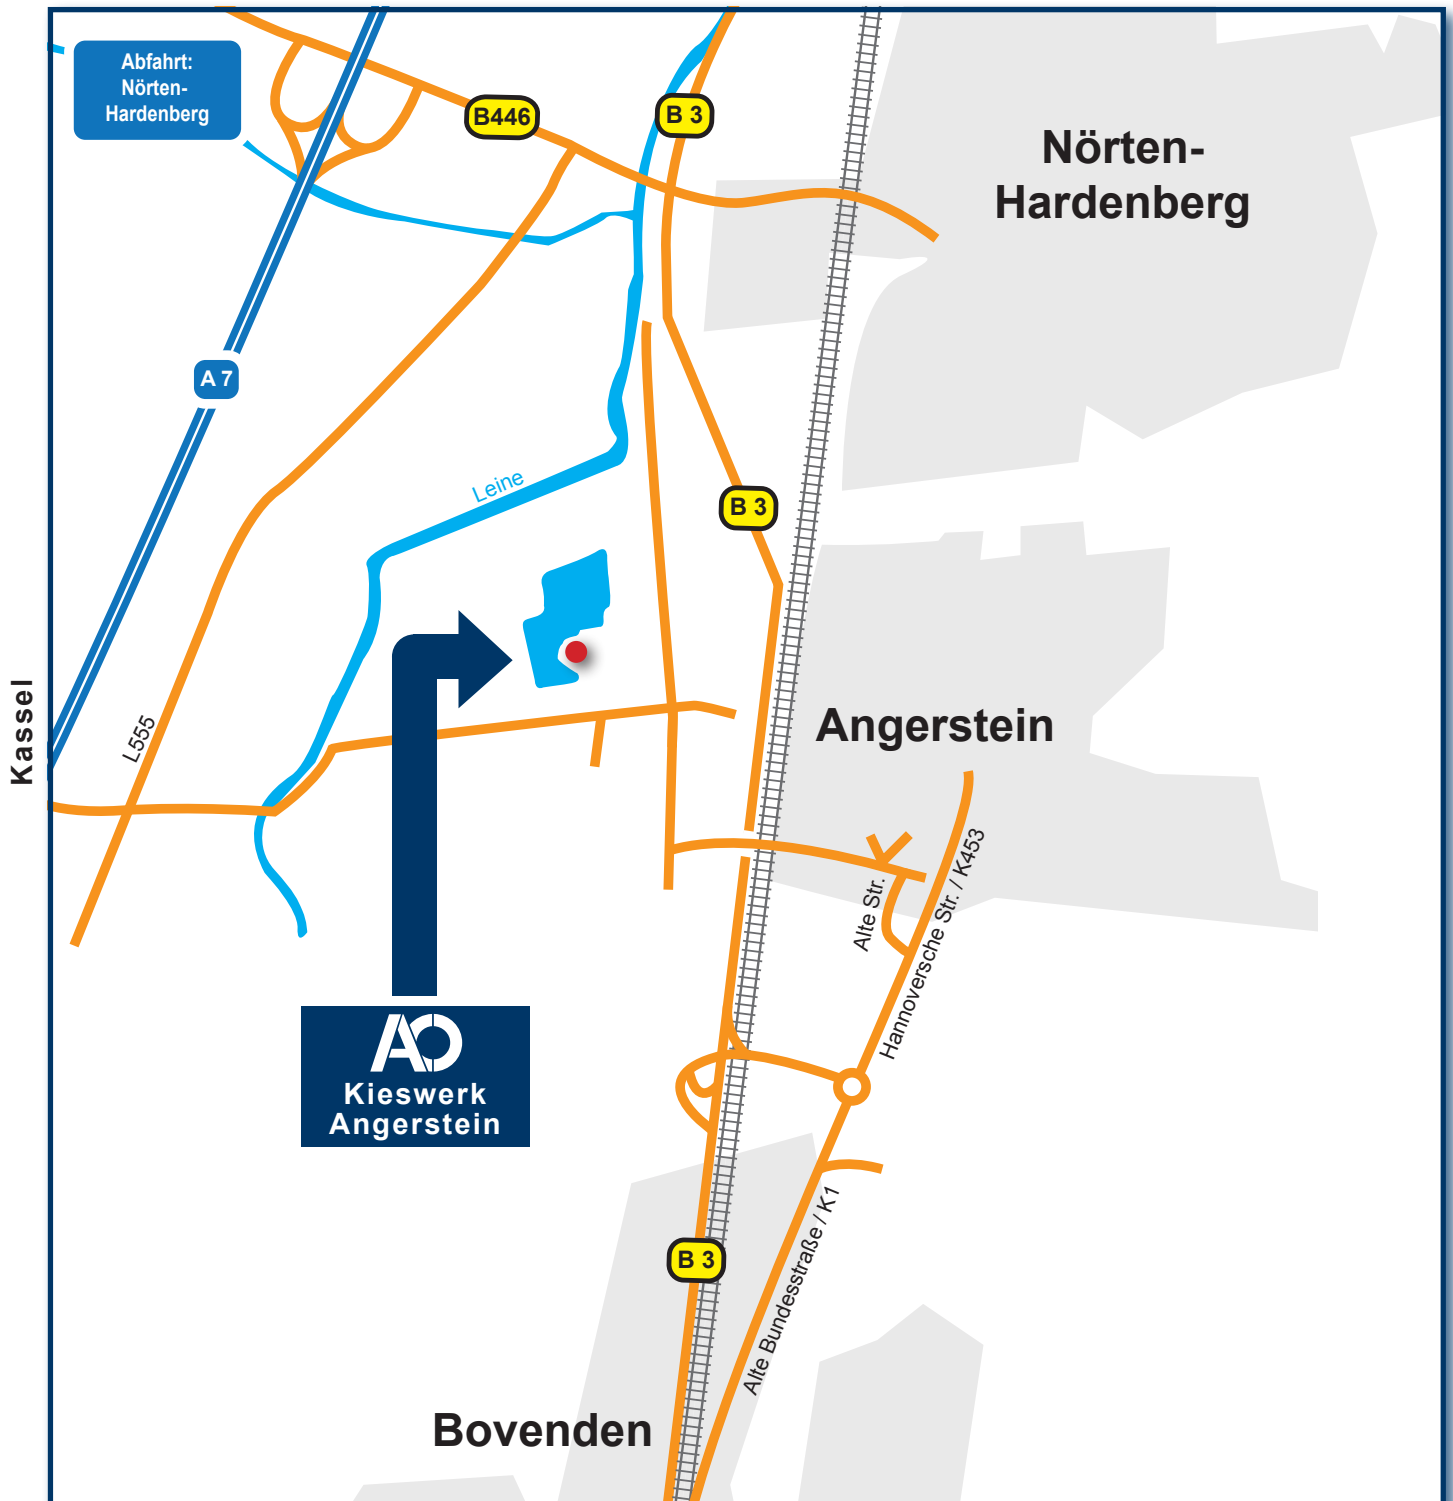 Abfahrt:
Nörten-
Hardenberg
B446
B 3
Nörten-
Hardenberg
A 7
Leine
B 3
Kassel
L555
Angerstein
Alte Str.
Hannoversche Str. / K453
AO
Kieswerk
Angerstein
B 3
Alte Bundesstraße / K1
Bovenden